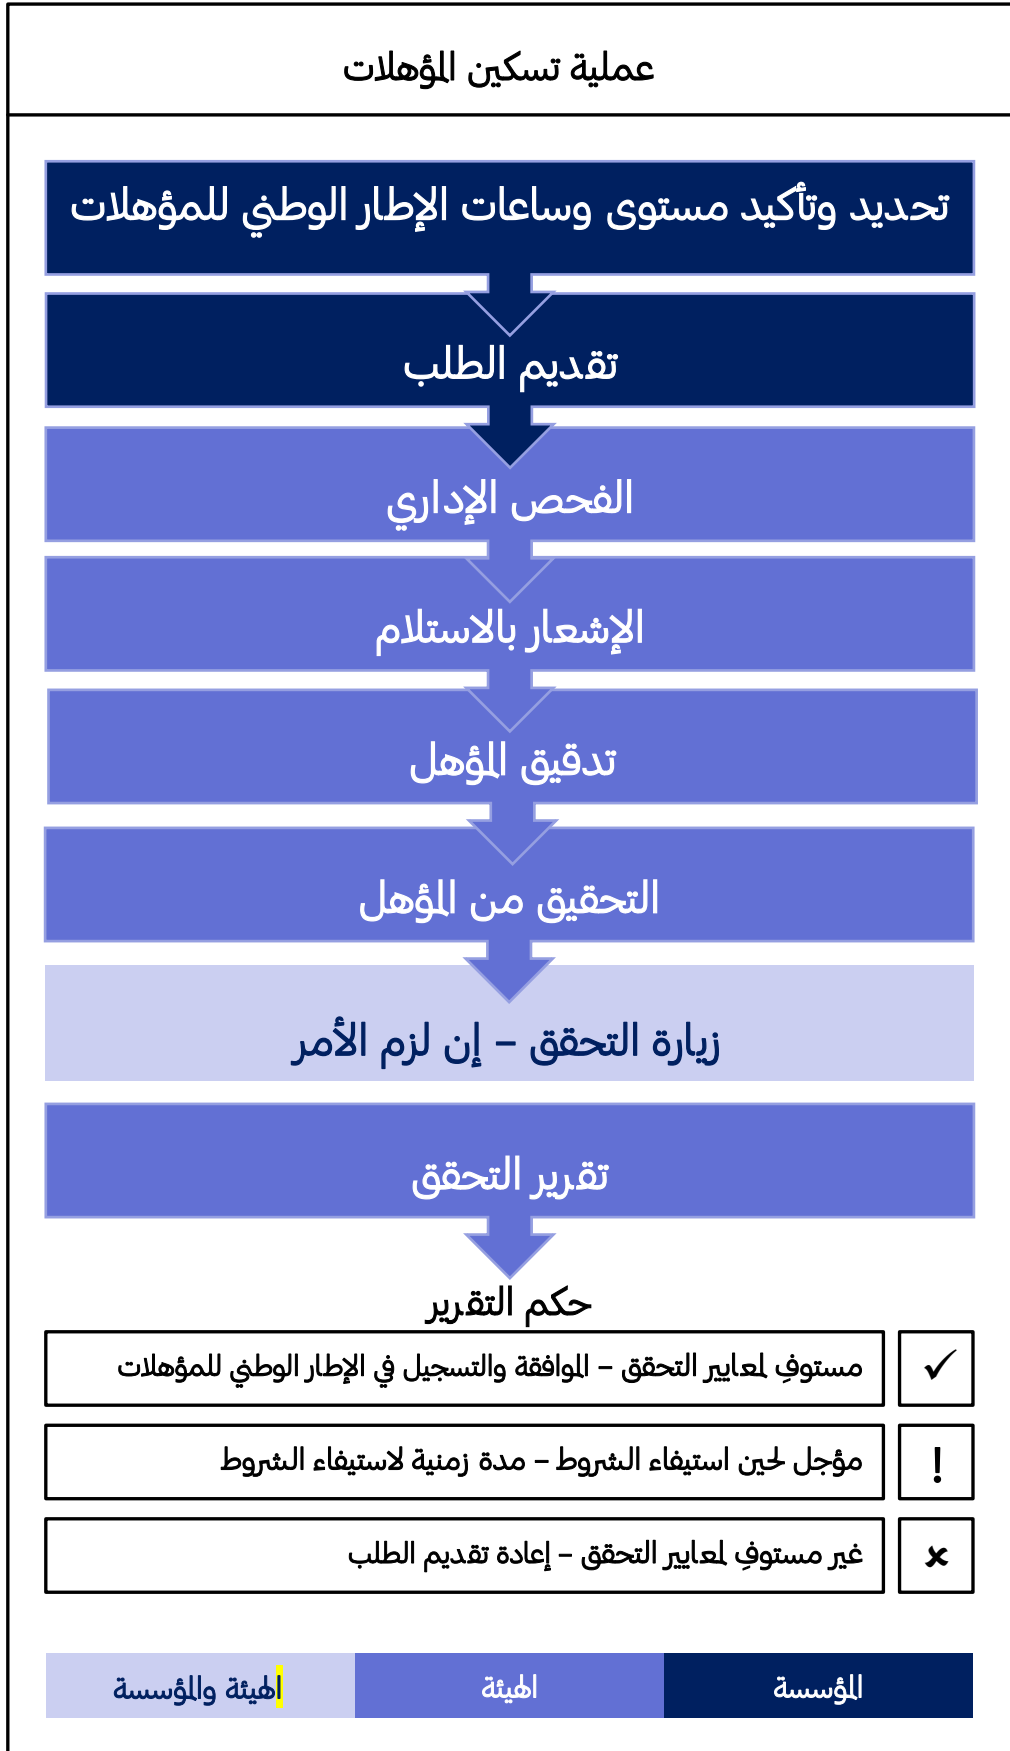 عملية تسكين المؤهلات
تحديد وتأكيد مستوى وساعات الإطار الوطني للمؤهلات
تقديم الطلب
الفحص الإداري
الإشعار بالاستلام
تدقيق المؤهل
التحقيق من المؤهل
زيارة التحقق – إن لزم الأمر
تقرير التحقق
حكم التقرير
✓ مستوفٍ لمعايير التحقق – الموافقة والتسجيل في الإطار الوطني للمؤهلات
! مؤجل لحين استيفاء الشروط – مدة زمنية لاستيفاء الشروط
✘ غير مستوفٍ لمعايير التحقق – إعادة تقديم الطلب
المؤسسة الهيئة الهيئة والمؤسسة